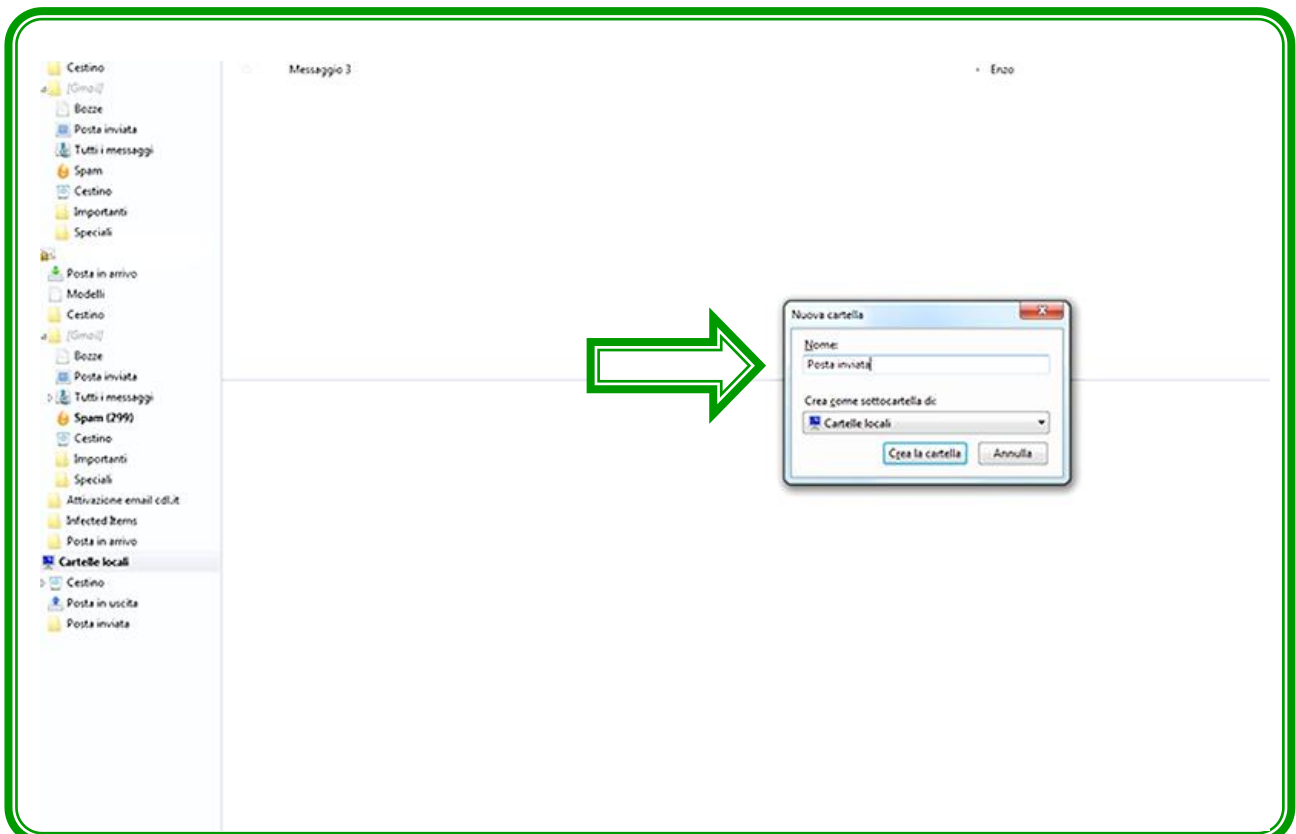 Cestino
Messaggio 3
Enzo
[Gmail]
Bozze
Posta inviata
Tutti i messaggi
Spam
Cestino
Importanti
Speciali
Posta in arrivo
Modelli
Cestino
[Gmail]
Bozze
Posta inviata
Tutti i messaggi
Spam (299)
Cestino
Importanti
Speciali
Attivazione email cdl.it
Infected Items
Posta in arrivo
Cartelle locali
Cestino
Posta in uscita
Posta inviata
Nuova cartella
Nome:
Posta inviata
Crea come sottocartella di:
Cartelle locali
Crea la cartella Annulla